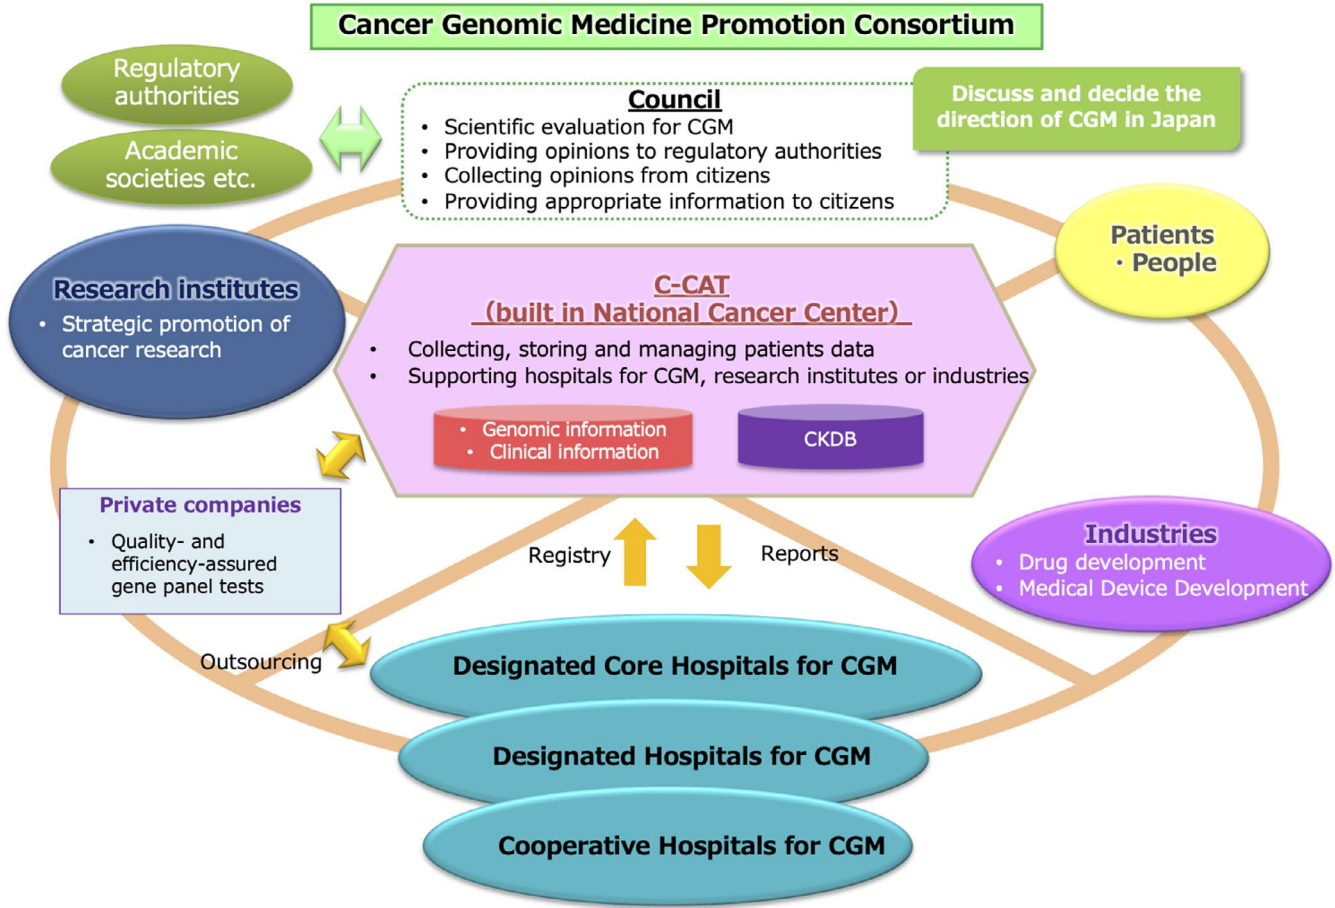 Cancer Genomic Medicine Promotion Consortium
Regulatory
authorities
Academic
societies etc.
Council
• Scientific evaluation for CGM
• Providing opinions to regulatory authorities
• Collecting opinions from citizens
• Providing appropriate information to citizens
Discuss and decide the
direction of CGM in Japan
Patients
・People
Research institutes
• Strategic promotion of
cancer research
C-CAT
（built in National Cancer Center）
• Collecting, storing and managing patients data
• Supporting hospitals for CGM, research institutes or industries
• Genomic information
• Clinical information
CKDB
Private companies
• Quality- and
efficiency-assured
gene panel tests
Registry
Reports
Industries
• Drug development
• Medical Device Development
Outsourcing
Designated Core Hospitals for CGM
Designated Hospitals for CGM
Cooperative Hospitals for CGM